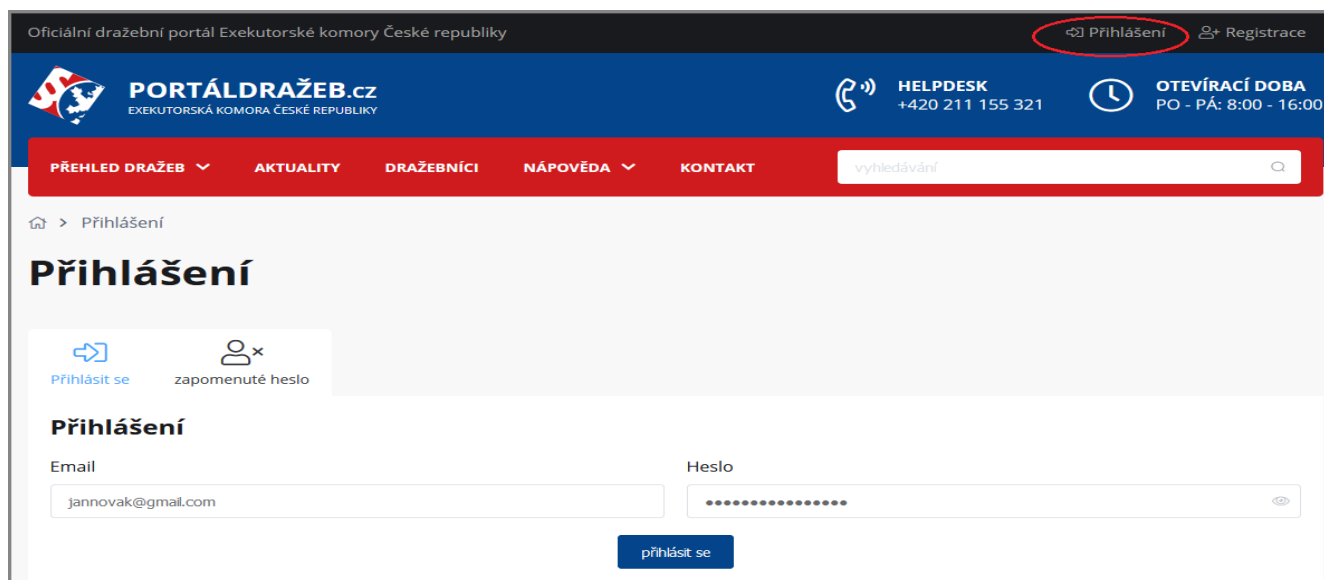 Oficiální dražební portál Exekutorské komory České republiky
Přihlášení
Registrace
PORTÁLDRAŽEB.cz
EXEKUTORSKÁ KOMORA ČESKÉ REPUBLIKY
HELPDESK
+420 211 155 321
OTEVÍRACÍ DOBA
PO - PÁ: 8:00 - 16:00
PŘEHLED DRAŽEB
AKTUALITY
DRAŽEBNÍCI
NÁPOVĚDA
KONTAKT
vyhledávání
> Přihlášení
Přihlášení
Přihlásit se
zapomenuté heslo
Přihlášení
Email
Heslo
jannovak@gmail.com
••••••••••••••••
přihlásit se